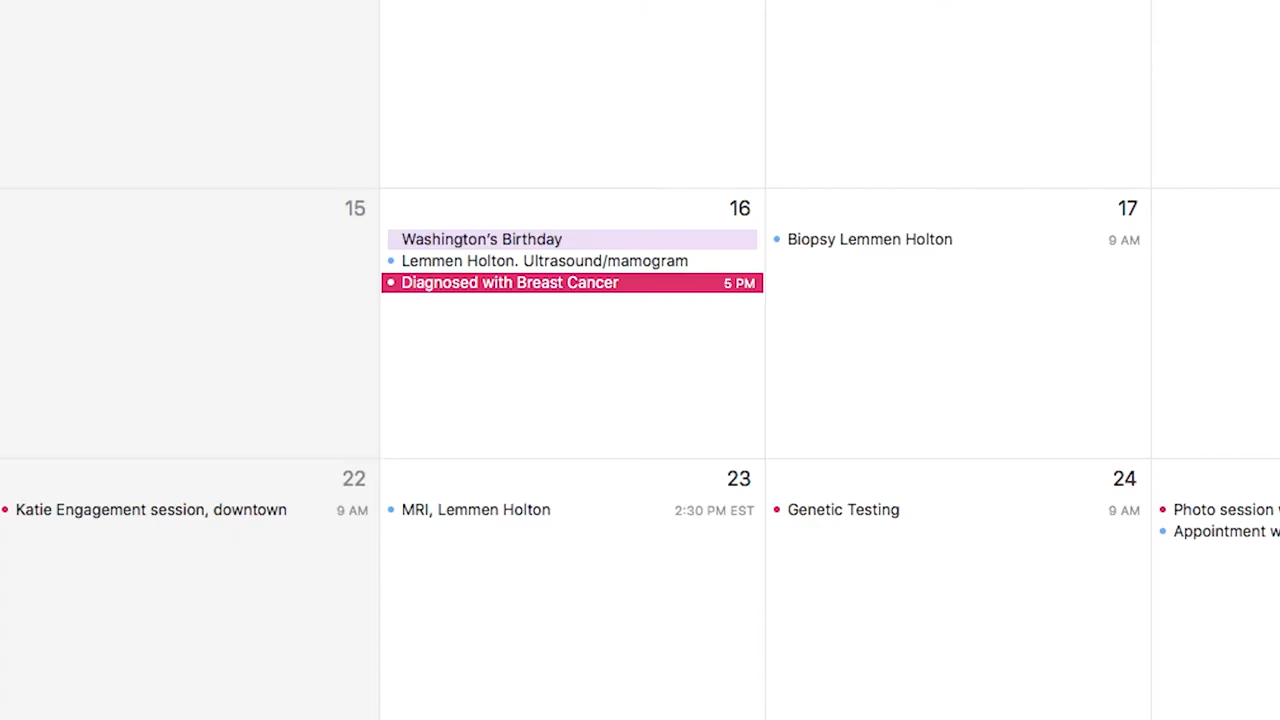 15
16
Washington's Birthday
Lemmen Holton. Ultrasound/mamogram
Diagnosed with Breast Cancer 5 PM
17
Biopsy Lemmen Holton 9 AM
22
Katie Engagement session, downtown 9 AM
23
MRI, Lemmen Holton 2:30 PM EST
24
Genetic Testing 9 AM
Photo session
Appointment